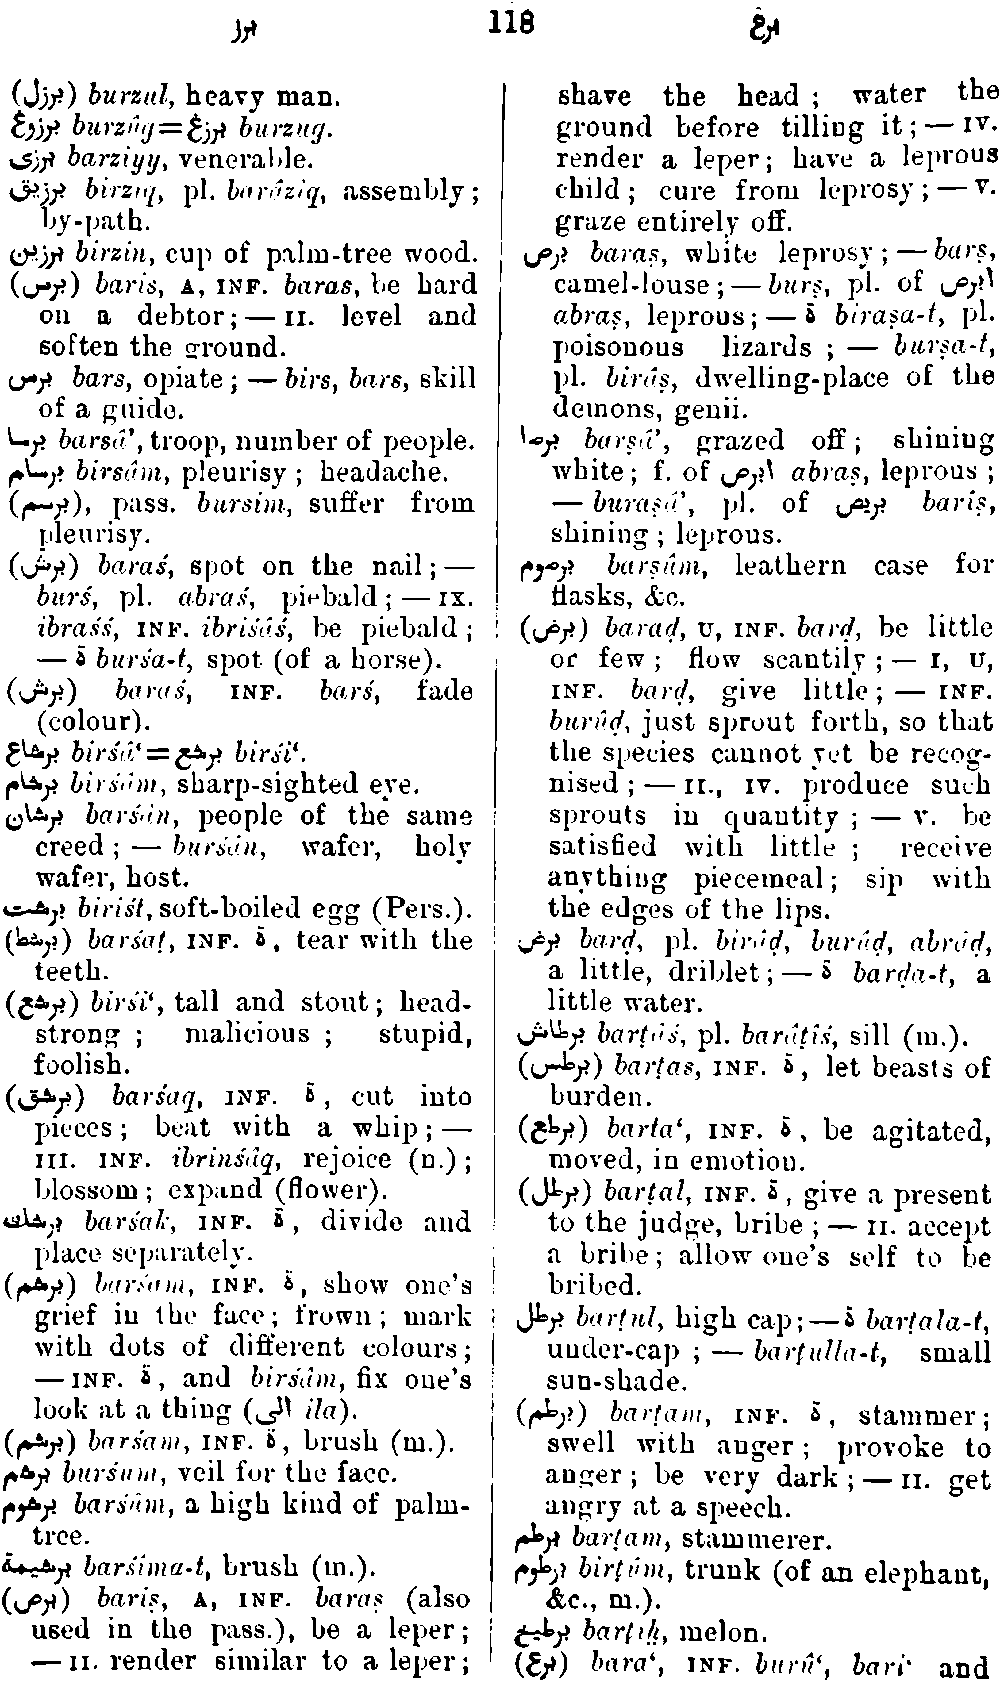 برز 118 برغ
(برزل) burzul, heavy man.
برزوغ burzûg = برزغ burzug.
برزى barziyy, venerable.
برزيق birzîq, pl. barâzîq, assembly;
by-path.
برزين birzîn, cup of palm-tree wood.
(برس) baris, A, INF. baras, be hard
on a debtor; — II. level and
soften the ground.
برس bars, opiate; — birs, bars, skill
of a guide.
برسا barsâ’, troop, number of people.
برسام birsâm, pleurisy; headache.
(برسم), pass. bursim, suffer from
pleurisy.
(برش) baraś, spot on the nail; —
burś, pl. abraś, piebald; — IX.
ibraśś, INF. ibriśâś, be piebald;
— ة burśa-t, spot (of a horse).
(برش) baraś, INF. barś, fade
(colour).
برشاع birśâ‘ = برشع birśi‘.
برشام birśâm, sharp-sighted eye.
برشان barśân, people of the same
creed; — burśân, wafer, holy
wafer, host.
برشت biriśt, soft-boiled egg (Pers.).
(برشط) barśaṭ, INF. ة, tear with the
teeth.
(برشع) birśi‘, tall and stout; head-
strong; malicious; stupid,
foolish.
(برشق) barśaq, INF. ة, cut into
pieces; beat with a whip; —
III. INF. ibrinśâq, rejoice (n.);
blossom; expand (flower).
برشك barśak, INF. ة, divide and
place separately.
(برشم) barśam, INF. ة, show one's
grief in the face; frown; mark
with dots of different colours;
— INF. ة, and birśâm, fix one's
look at a thing (الى ila).
(برشم) barśam, INF. ة, brush (m.).
برشم burśum, veil for the face.
برشوم barśûm, a high kind of palm-
tree.
برشيمة barśîma-t, brush (m.).
(برص) bariṣ, A, INF. baraṣ (also
used in the pass.), be a leper;
— II. render similar to a leper;
shave the head; water the
ground before tilling it; — IV.
render a leper; have a leprous
child; cure from leprosy; — V.
graze entirely off.
برص baraṣ, white leprosy; — barṣ,
camel-louse; — burṣ, pl. of ابرص
abraṣ, leprous; — ة biraṣa-t, pl.
poisonous lizards; — burṣa-t,
pl. birâṣ, dwelling-place of the
demons, genii.
برصا barṣâ’, grazed off; shining
white; f. of ابرص abraṣ, leprous;
— buraṣâ’, pl. of بريص barîṣ,
shining; leprous.
برصوم barṣûm, leathern case for
flasks, &c.
(برض) baraḍ, U, INF. barḍ, be little
or few; flow scantily; — I, U,
INF. barḍ, give little; — INF.
burûḍ, just sprout forth, so that
the species cannot yet be recog-
nised; — II., IV. produce such
sprouts in quantity; — V. be
satisfied with little; receive
anything piecemeal; sip with
the edges of the lips.
برض barḍ, pl. birâḍ, burûḍ, abrâḍ,
a little, driblet; — ة barḍa-t, a
little water.
برطاش barṭâś, pl. barâṭîś, sill (m.).
(برطس) barṭas, INF. ة, let beasts of
burden.
(برطع) barta‘, INF. ة, be agitated,
moved, in emotion.
(برطل) barṭal, INF. ة, give a present
to the judge, bribe; — II. accept
a bribe; allow one's self to be
bribed.
برطل barṭul, high cap; — ة barṭala-t,
under-cap; — barṭulla-t, small
sun-shade.
(برطم) barṭam, INF. ة, stammer;
swell with anger; provoke to
anger; be very dark; — II. get
angry at a speech.
برطم barṭam, stammerer.
برطوم birṭûm, trunk (of an elephant,
&c., m.).
برطيخ barṭîḫ, melon.
(برع) bara‘, INF. burû‘, bari‘ and